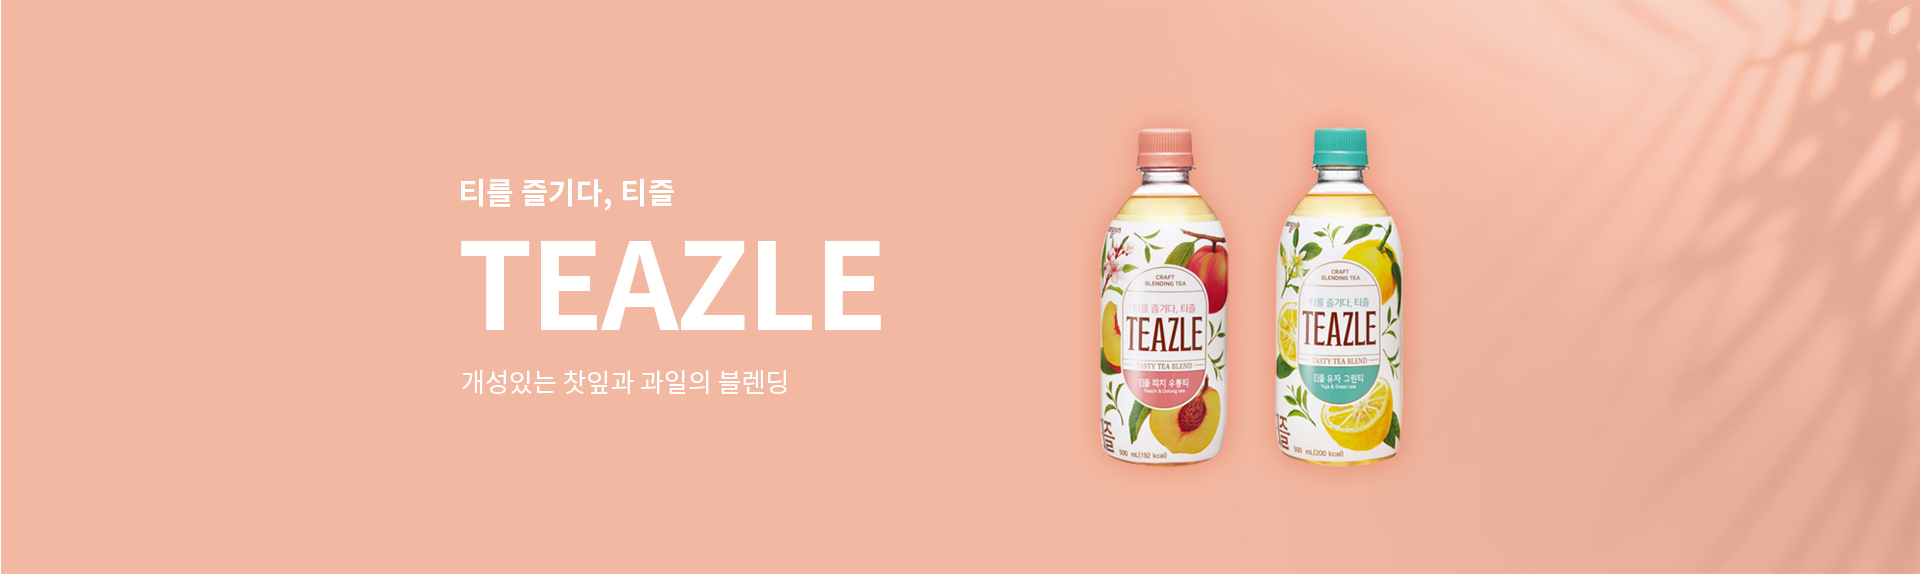 티를 즐기다, 티즐
TEAZLE
개성있는 찻잎과 과일의 블렌딩
CRAFT
BLENDING TEA
티를 즐기다, 티즐
TEAZLE
TASTY TEA BLEND
티즐 피치 우롱티
Peach & Oolong tea
즐
500 mL(192 kcal)
CRAFT
BLENDING TEA
티를 즐기다, 티즐
TEAZLE
TASTY TEA BLEND
티즐 유자 그린티
Yuja & Green tea
즐
500 mL(200 kcal)